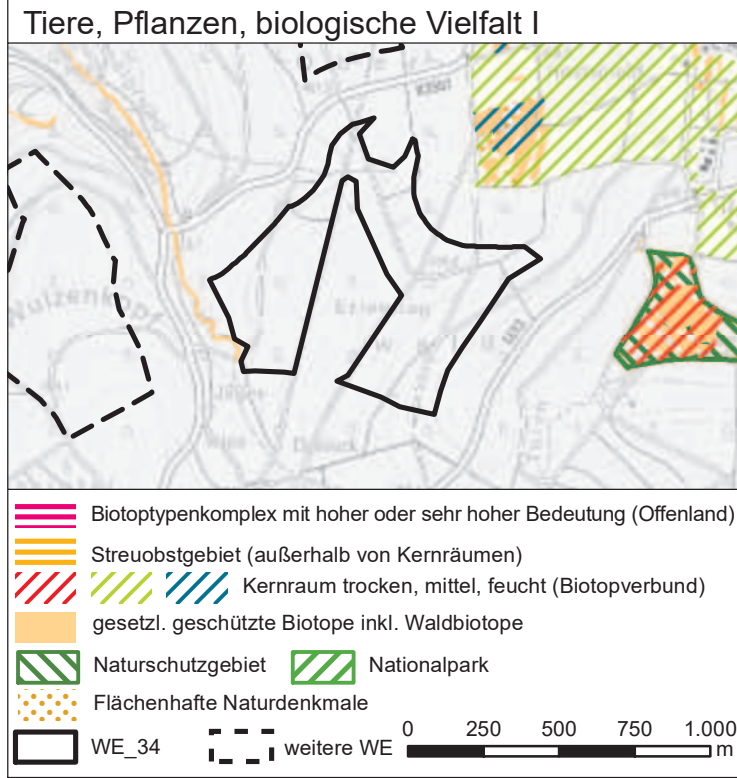 Tiere, Pflanzen, biologische Vielfalt I
Biotoptypenkomplex mit hoher oder sehr hoher Bedeutung (Offenland)
Streuobstgebiet (außerhalb von Kernräumen)
Kernraum trocken, mittel, feucht (Biotopverbund)
gesetzl. geschützte Biotope inkl. Waldbiotope
Naturschutzgebiet Nationalpark
Flächenhafte Naturdenkmale
WE_34 weitere WE 0 250 500 750 1.000
m